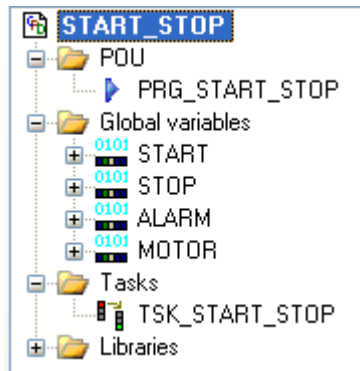 START_STOP
POU
PRG_START_STOP
Global variables
0101 START
0101 STOP
0101 ALARM
0101 MOTOR
Tasks
TSK_START_STOP
Libraries